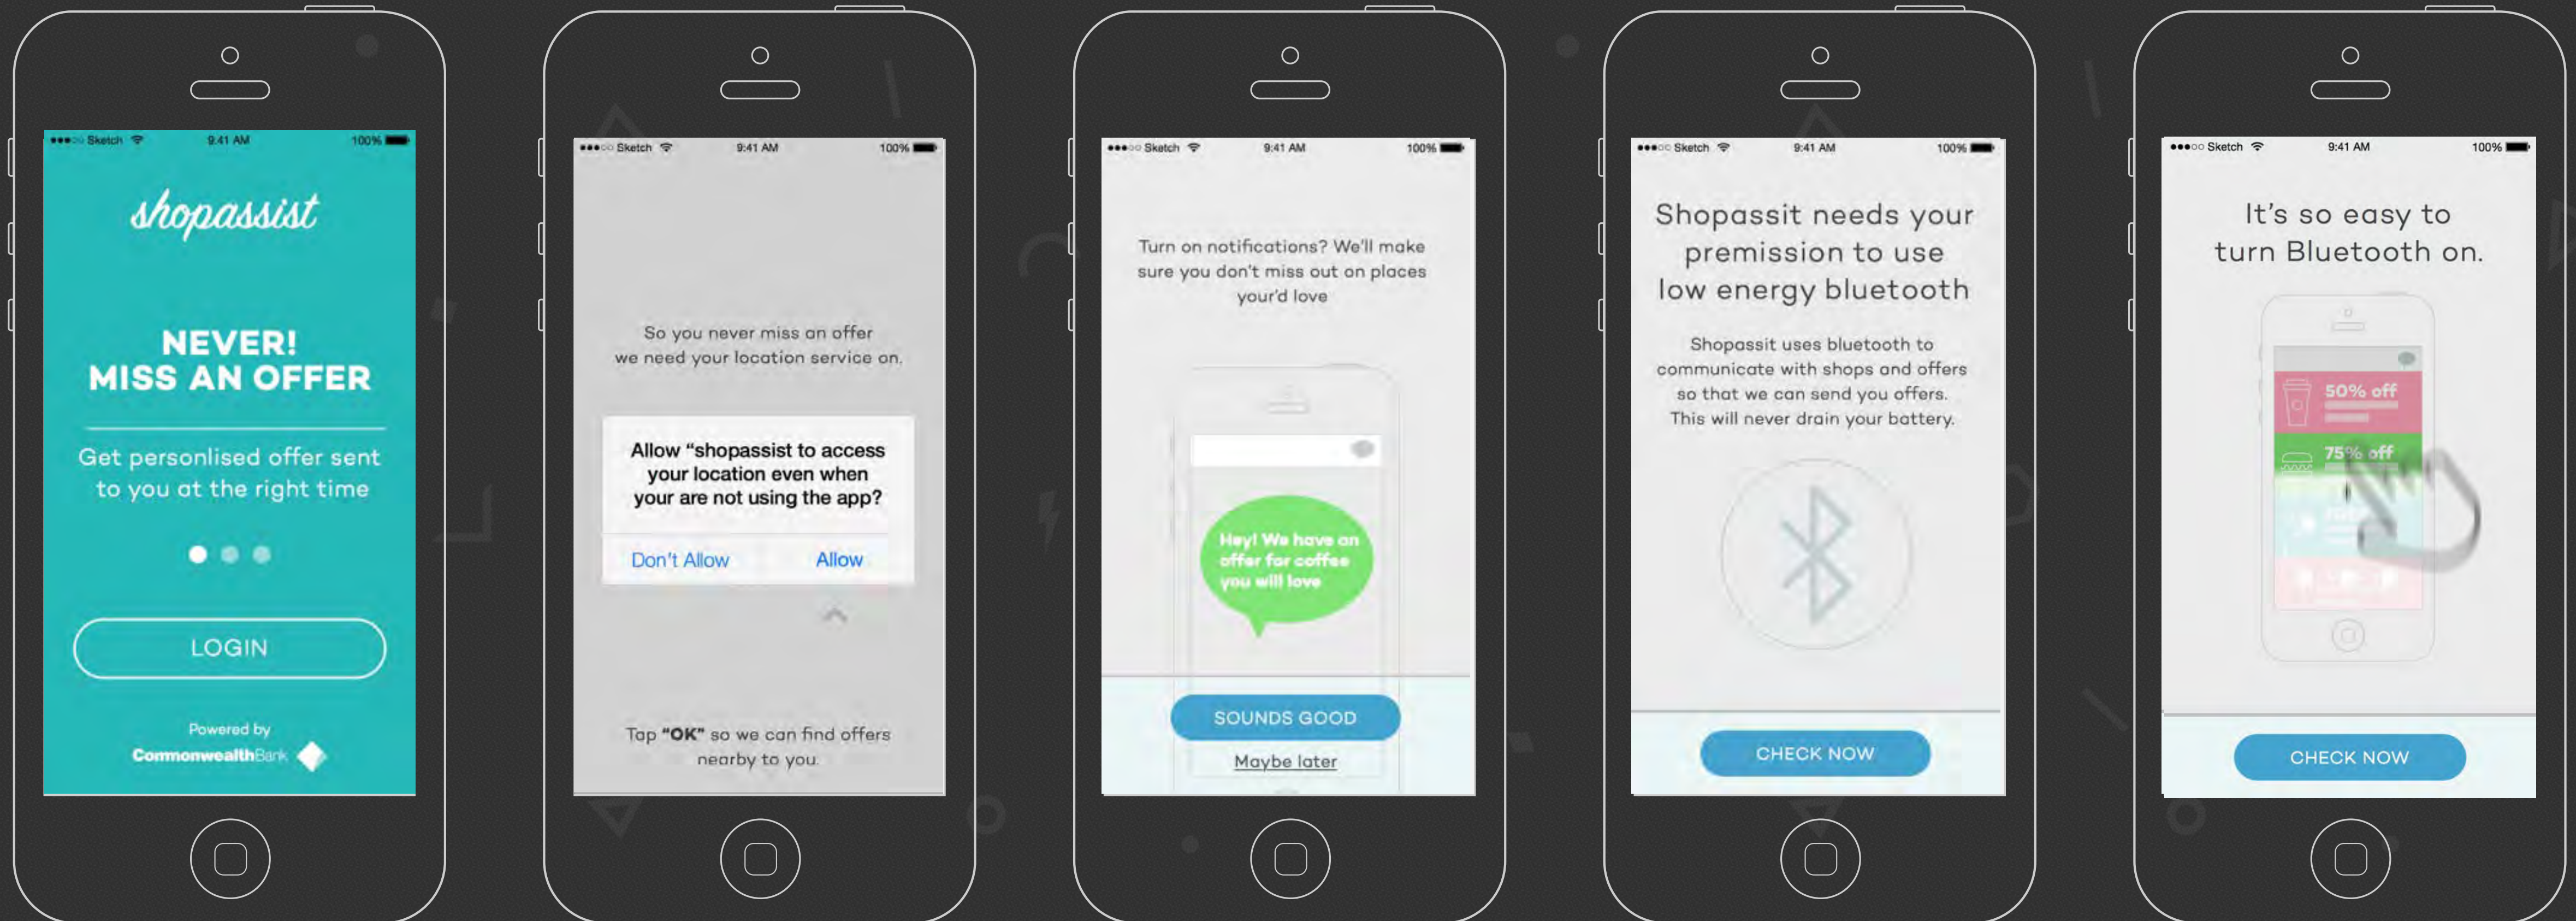 Sketch 9:41 AM 100%
shopassist
NEVER!
MISS AN OFFER
Get personlised offer sent
to you at the right time
LOGIN
Powered by
CommonwealthBank
Sketch 9:41 AM 100%
So you never miss an offer
we need your location service on.
Allow “shopassist to access
your location even when
your are not using the app?
Don't Allow Allow
Tap “OK” so we can find offers
nearby to you.
Sketch 9:41 AM 100%
Turn on notifications? We'll make
sure you don't miss out on places
your'd love
Hey! We have an
offer for coffee
you will love
SOUNDS GOOD
Maybe later
Sketch 9:41 AM 100%
Shopassit needs your
premission to use
low energy bluetooth
Shopassit uses bluetooth to
communicate with shops and offers
so that we can send you offers.
This will never drain your battery.
CHECK NOW
Sketch 9:41 AM 100%
It's so easy to
turn Bluetooth on.
50% off
75% off
CHECK NOW